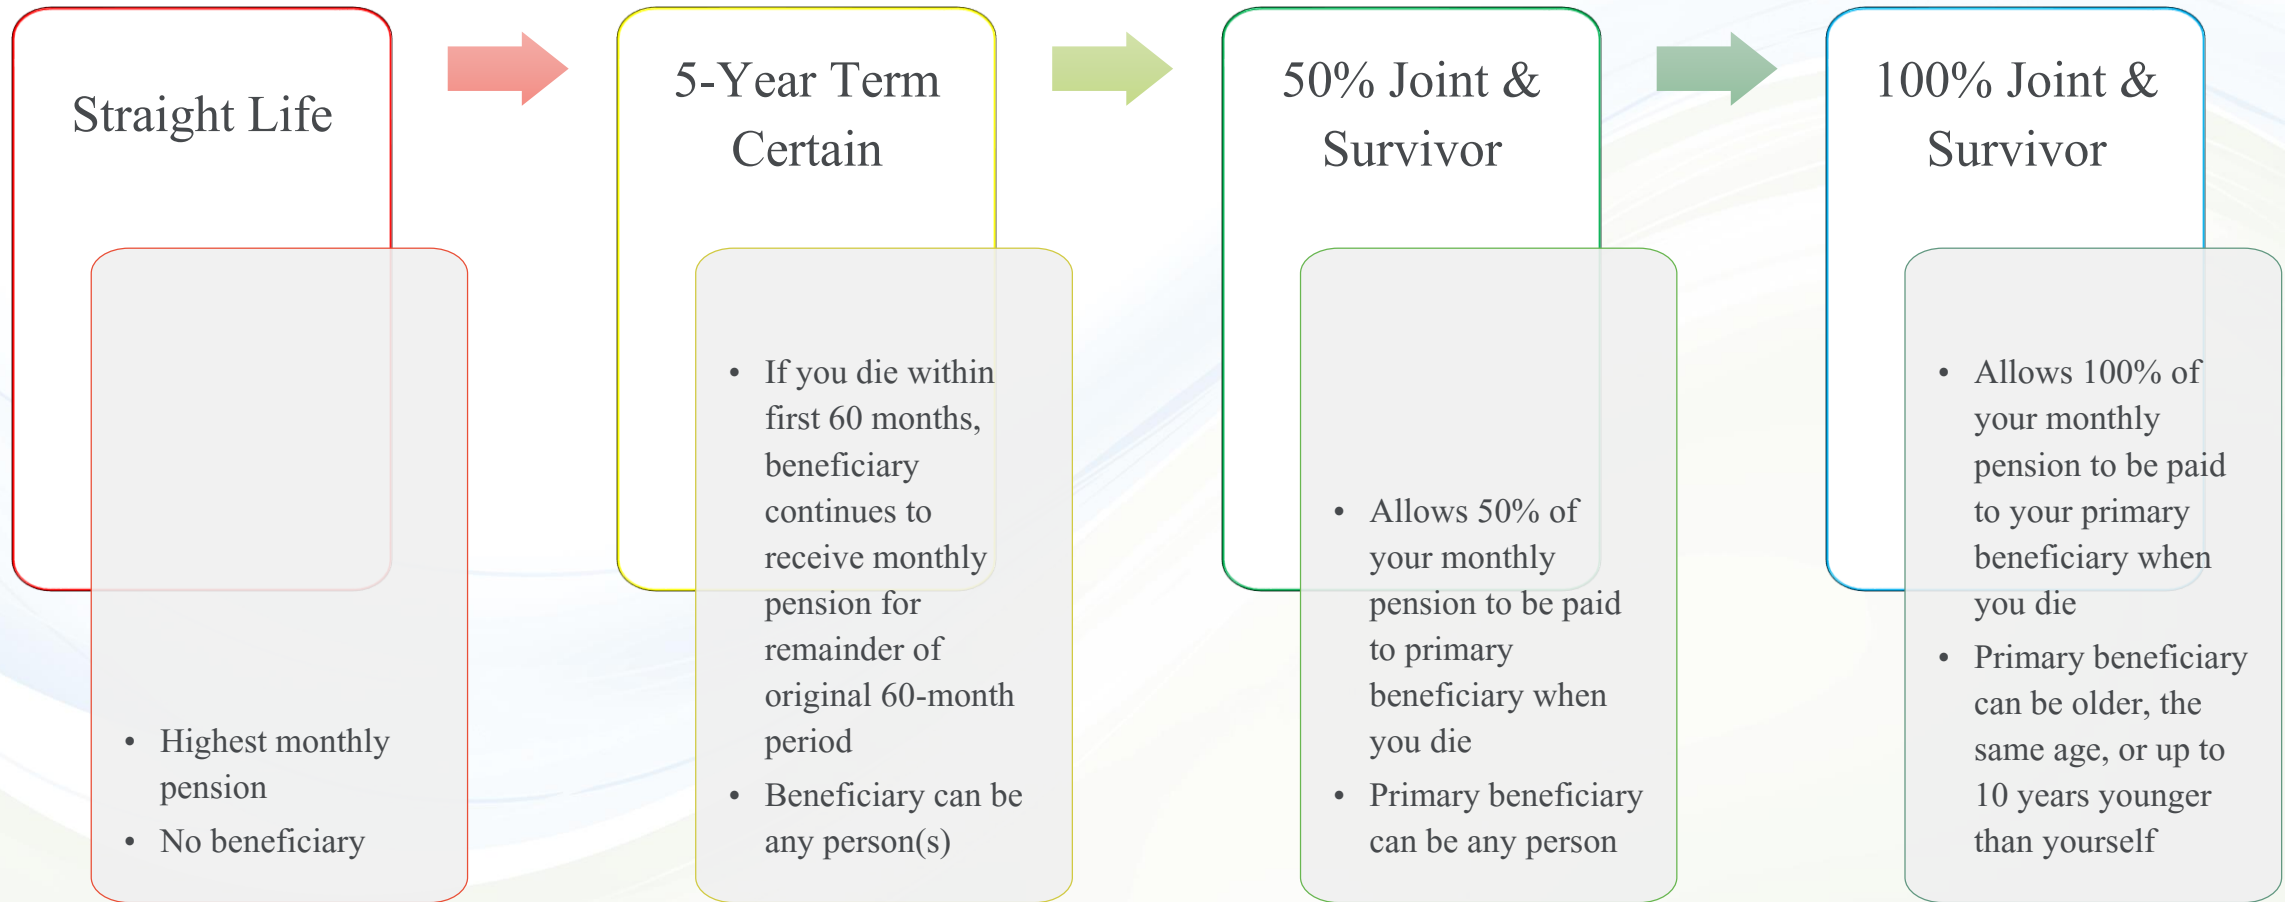 Straight Life
• Highest monthly
pension
• No beneficiary
5-Year Term
Certain
• If you die within
first 60 months,
beneficiary
continues to
receive monthly
pension for
remainder of
original 60-month
period
• Beneficiary can be
any person(s)
50% Joint &
Survivor
• Allows 50% of
your monthly
pension to be paid
to primary
beneficiary when
you die
• Primary beneficiary
can be any person
100% Joint &
Survivor
• Allows 100% of
your monthly
pension to be paid
to your primary
beneficiary when
you die
• Primary beneficiary
can be older, the
same age, or up to
10 years younger
than yourself